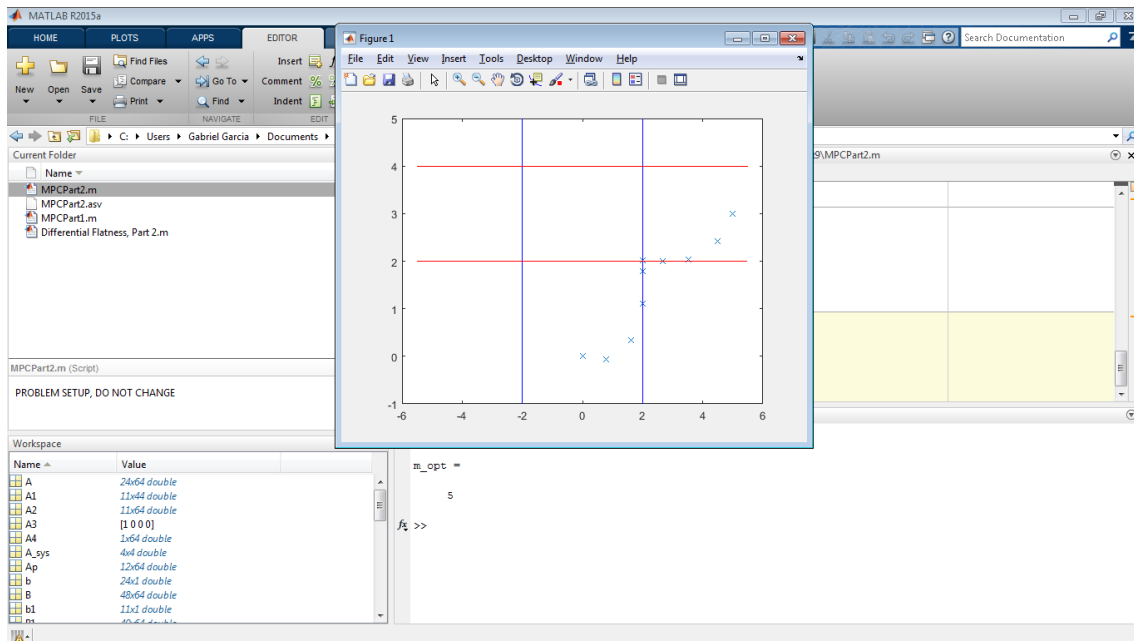 MATLAB R2015a
HOME PLOTS APPS EDITOR
Search Documentation
New Open Save
Find Files
Compare
Print
Go To
Find
Insert
Comment
Indent
FILE NAVIGATE EDIT
C: Users Gabriel Garcia Documents
Current Folder
Name
MPCPart2.m
MPCPart2.asv
MPCPart1.m
Differential Flatness, Part 2.m
9\MPCPart2.m
Figure 1
File Edit View Insert Tools Desktop Window Help
5
4
3
2
1
0
-1
-6 -4 -2 0 2 4 6
MPCPart2.m (Script)
PROBLEM SETUP, DO NOT CHANGE
Workspace
Name Value
A 24x64 double
A1 11x44 double
A2 11x64 double
A3 [1 0 0 0]
A4 1x64 double
A_sys 4x4 double
Ap 12x64 double
b 24x1 double
B 48x64 double
b1 11x1 double
m_opt =
5
fx >>